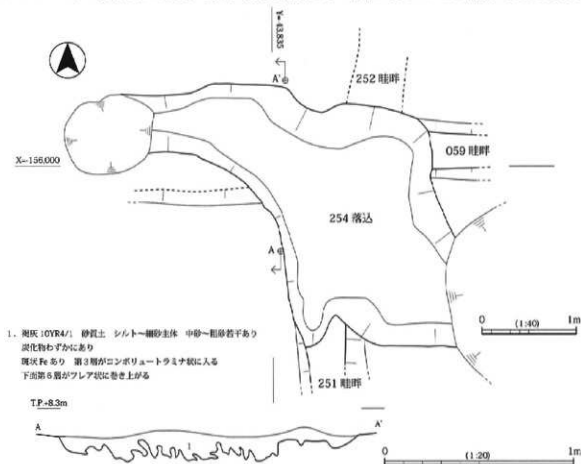 Y=-43,835
A'
252 畦畔
059 畦畔
X=-156,000
254 落込
A
0 (1:40) 1m
1．褐灰 10YR4/1 砂質土 シルト～細砂主体 中砂～粗砂若干あり
炭化物わずかにあり
斑状 Fe あり 第3層がコンボリュートラミナ状に入る
下面第5層がフレア状に巻き上がる
251 畦畔
T.P.+8.3m
A A'
1
0 (1:20) 1m